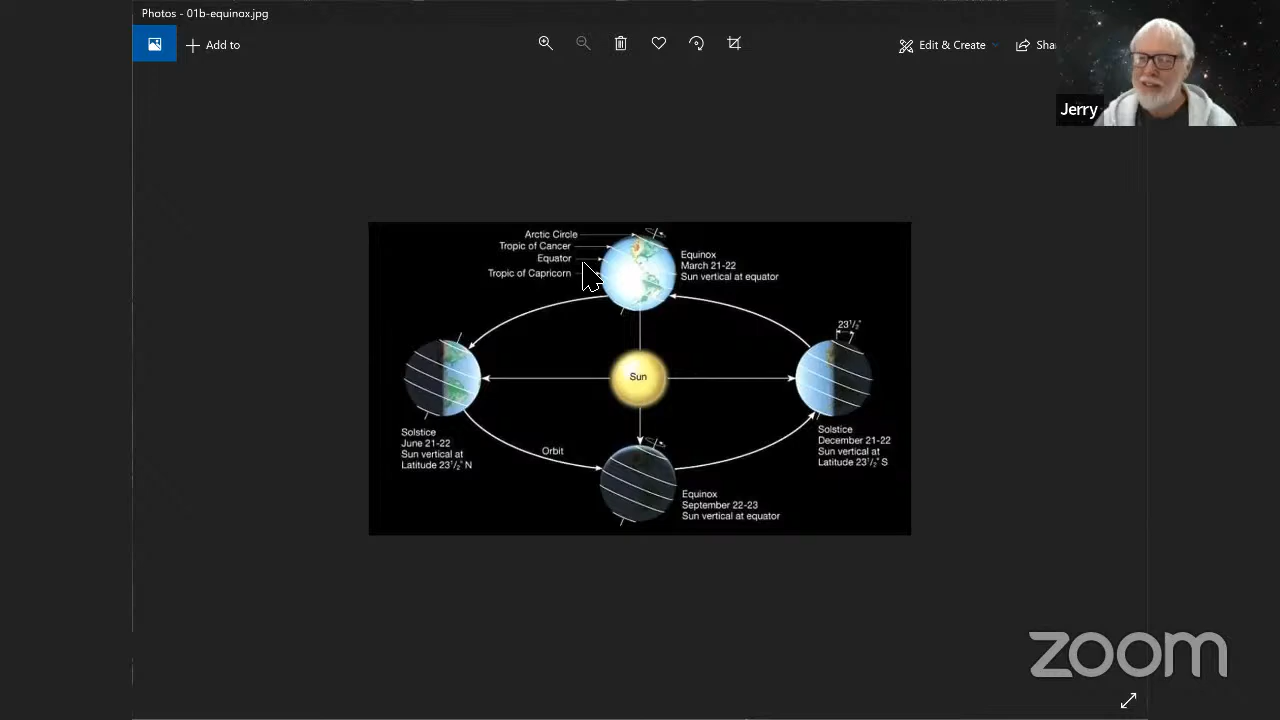 Photos - 01b-equinox.jpg
Add to
Edit & Create
Sha
Jerry
Arctic Circle
Tropic of Cancer
Equator
Tropic of Capricorn
Equinox
March 21-22
Sun vertical at equator
23½°
Sun
Solstice
June 21-22
Sun vertical at
Latitude 23½° N
Orbit
Solstice
December 21-22
Sun vertical at
Latitude 23½° S
Equinox
September 22-23
Sun vertical at equator
zoom